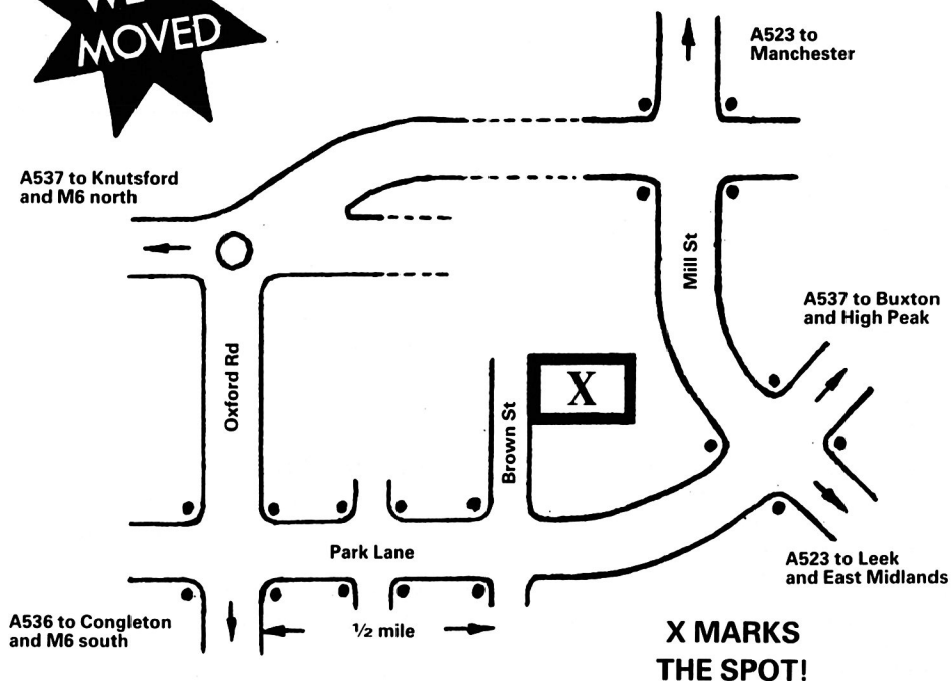 MOVED
A523 to
Manchester
A537 to Knutsford
and M6 north
Mill St
A537 to Buxton
and High Peak
Oxford Rd
X
Brown St
Park Lane
A523 to Leek
and East Midlands
A536 to Congleton
and M6 south
½ mile
X MARKS
THE SPOT!